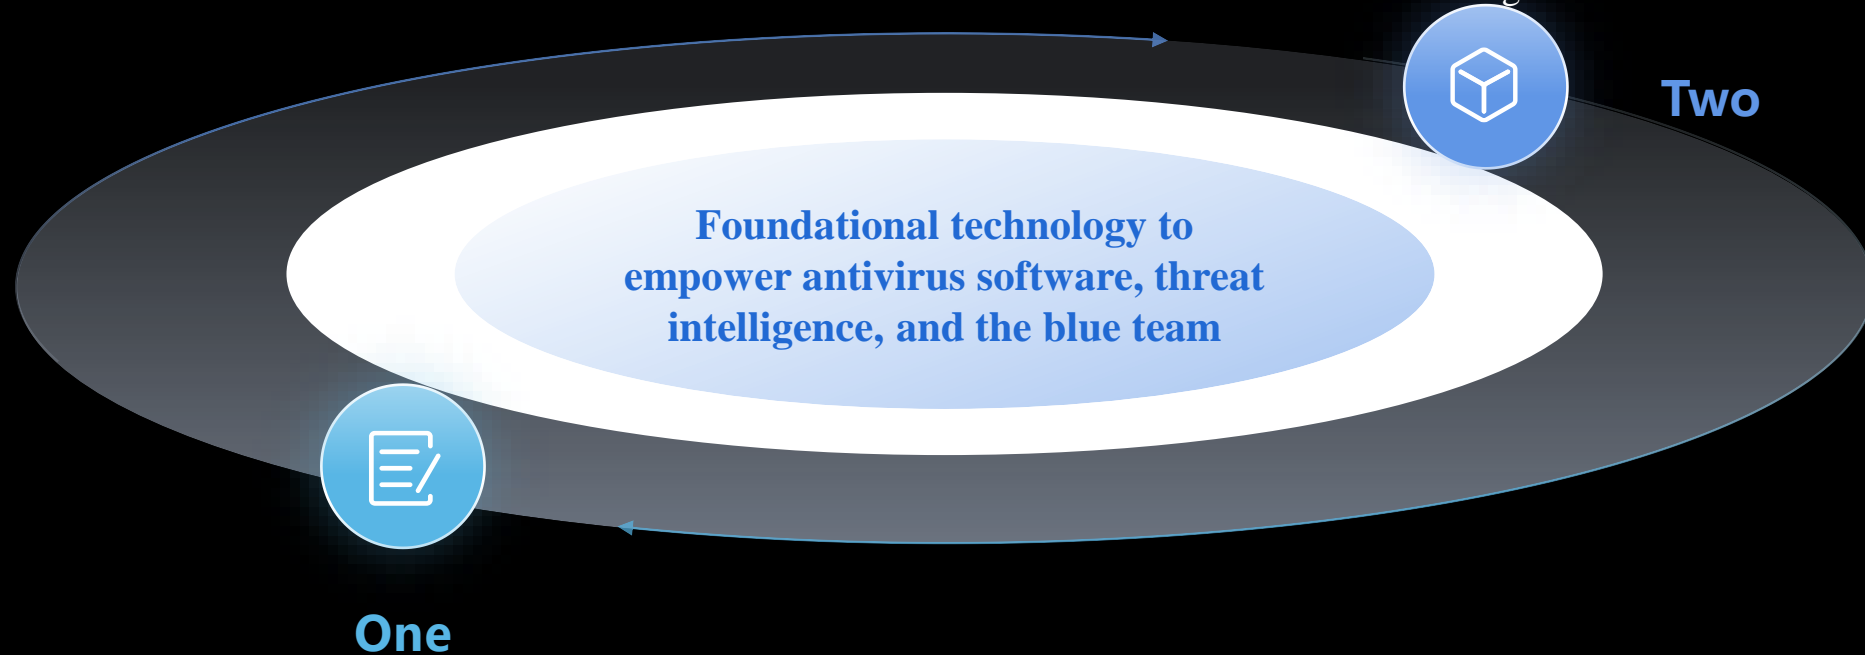 Two
Foundational technology to
empower antivirus software, threat
intelligence, and the blue team
One